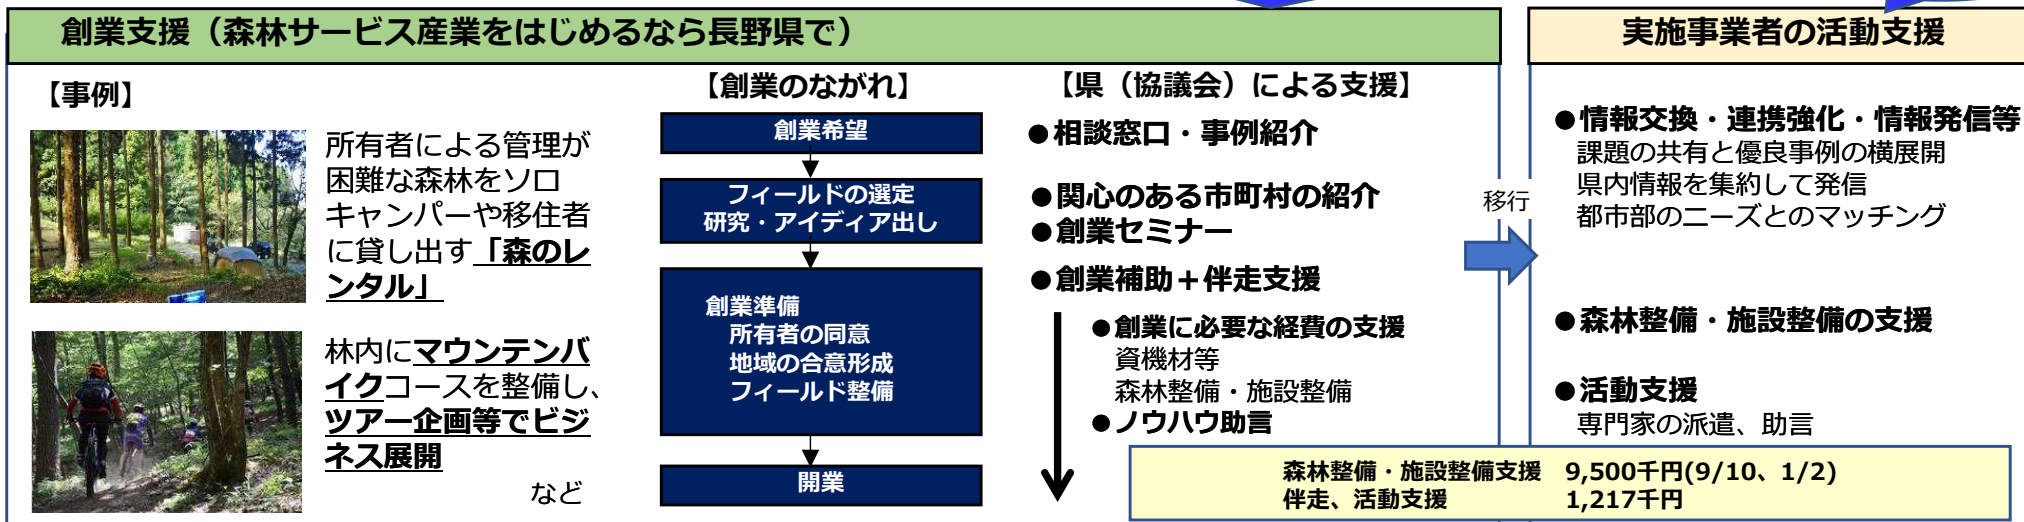 創業支援（森林サービス産業をはじめるなら長野県で）
【事例】
所有者による管理が
困難な森林をソロ
キャンパーや移住者
に貸し出す「森のレ
ンタル」
林内にマウンテンバ
イクコースを整備し、
ツアー企画等でビジ
ネス展開
など
【創業のながれ】
創業希望
フィールドの選定
研究・アイディア出し
創業準備
所有者の同意
地域の合意形成
フィールド整備
開業
【県（協議会）による支援】
●相談窓口・事例紹介
●関心のある市町村の紹介
●創業セミナー
●創業補助＋伴走支援
●創業に必要な経費の支援
資機材等
森林整備・施設整備
●ノウハウ助言
移行
実施事業者の活動支援
●情報交換・連携強化・情報発信等
課題の共有と優良事例の横展開
県内情報を集約して発信
都市部のニーズとのマッチング
●森林整備・施設整備の支援
●活動支援
専門家の派遣、助言
森林整備・施設整備支援　9,500千円(9/10、1/2)
伴走、活動支援　1,217千円